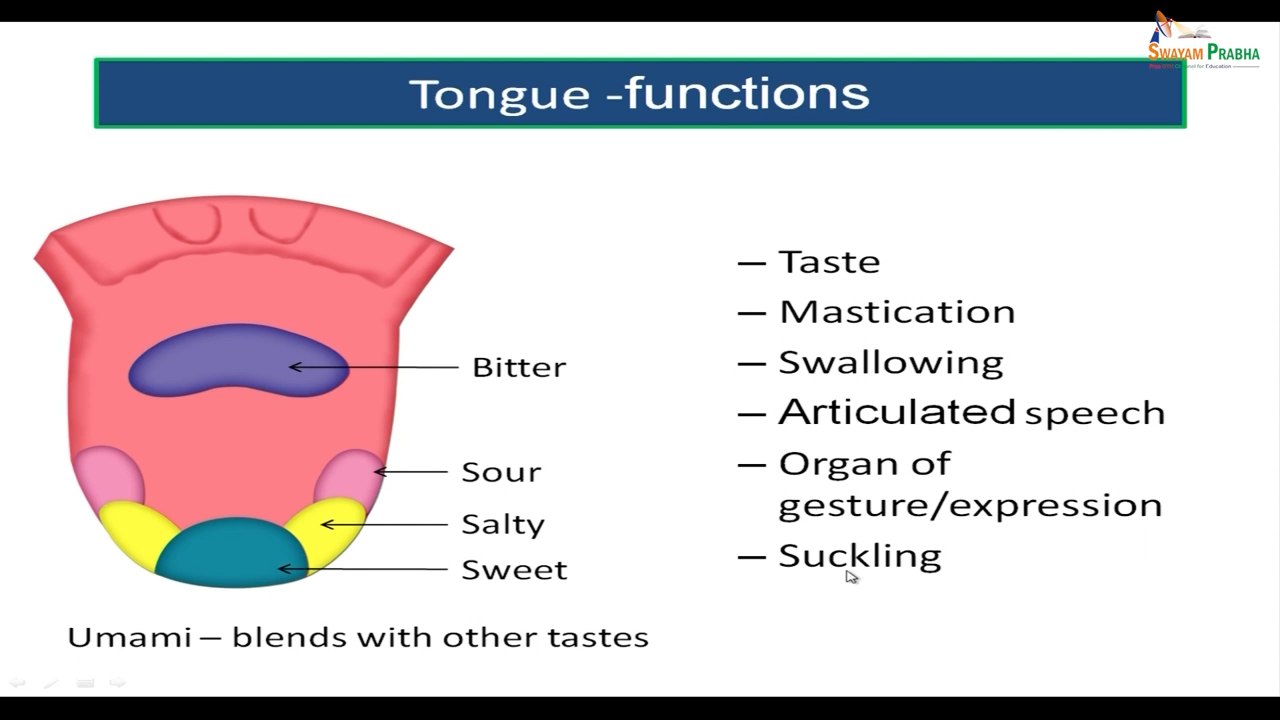 SWAYAM PRABHA
Tongue -functions
Bitter
Sour
Salty
Sweet
Umami – blends with other tastes
– Taste
– Mastication
– Swallowing
– Articulated speech
– Organ of
gesture/expression
– Suckling